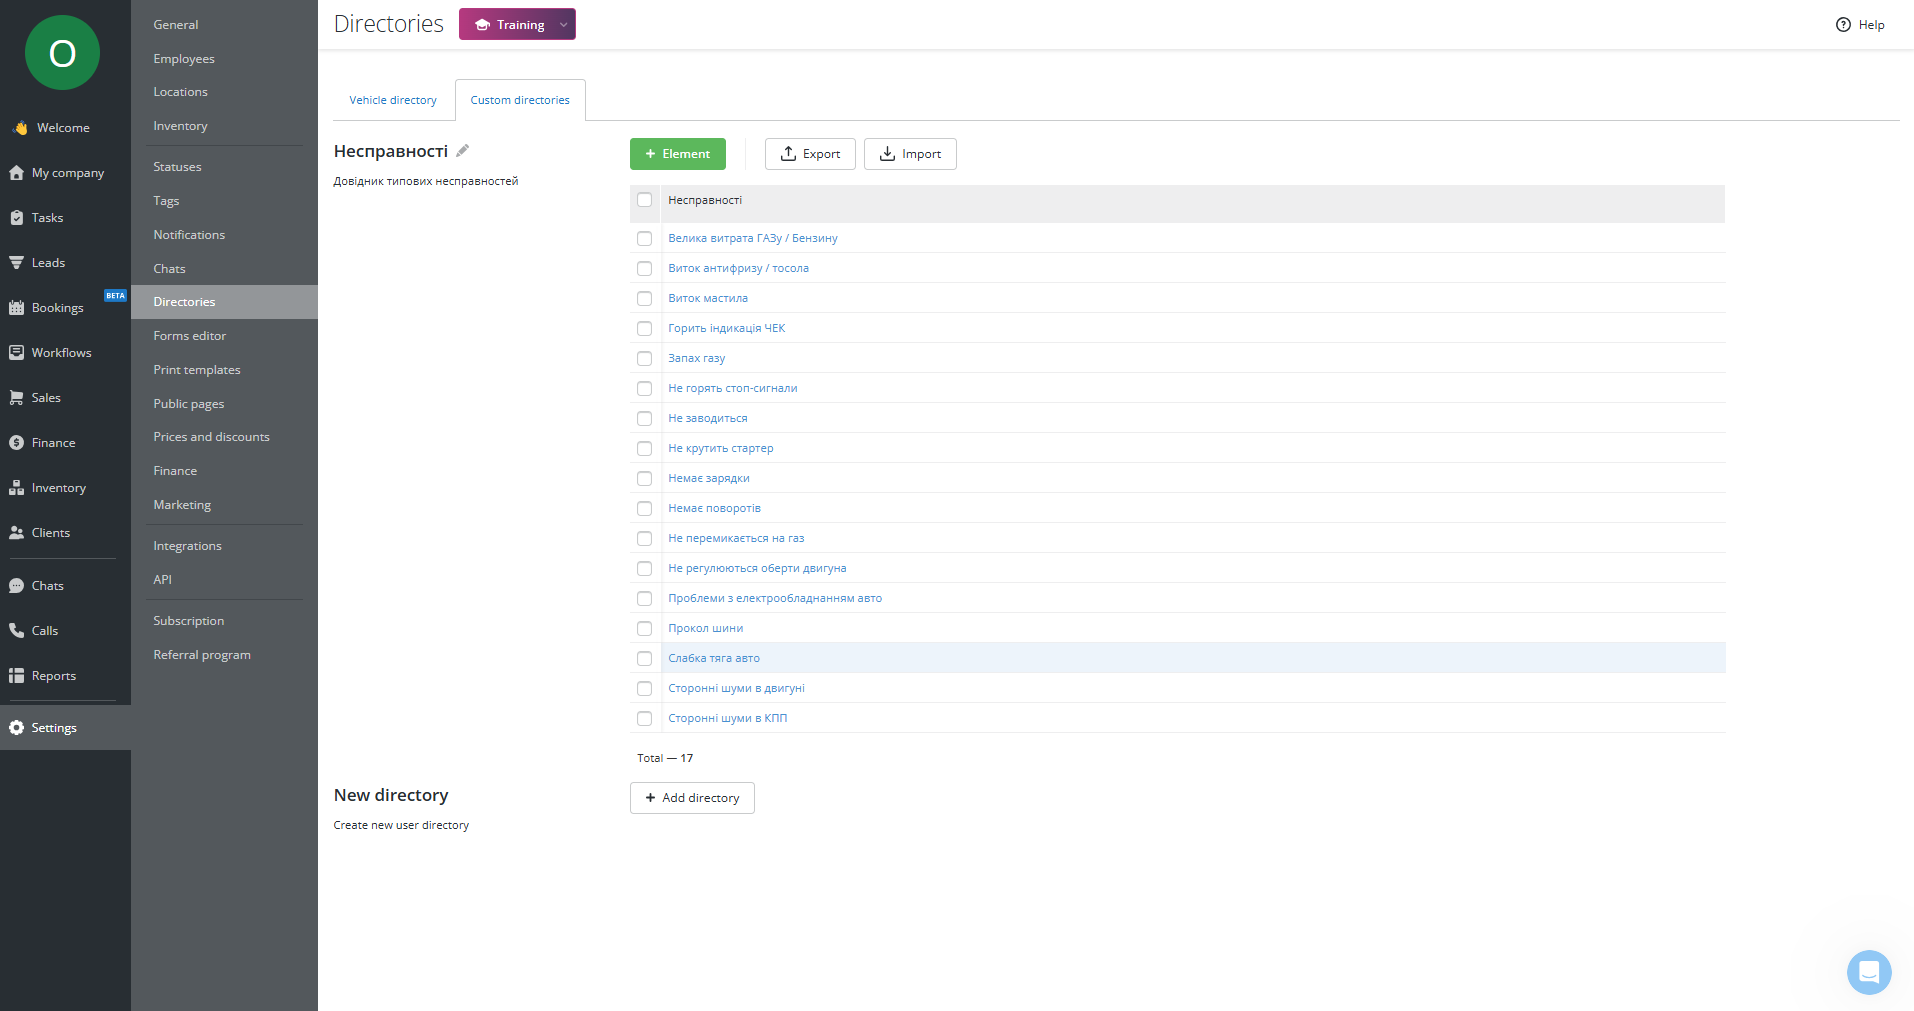 O
Welcome
My company
Tasks
Leads
Bookings
BETA
Workflows
Sales
Finance
Inventory
Clients
Chats
Calls
Reports
Settings
General
Employees
Locations
Inventory
Statuses
Tags
Notifications
Chats
Directories
Forms editor
Print templates
Public pages
Prices and discounts
Finance
Marketing
Integrations
API
Subscription
Referral program
Directories
Training
Help
Vehicle directory
Custom directories
Несправності
Довідник типових несправностей
+ Element
Export
Import
Несправності
Велика витрата ГАЗу / Бензину
Виток антифризу / тосола
Виток мастила
Горить індикація ЧЕК
Запах газу
Не горять стоп-сигнали
Не заводиться
Не крутить стартер
Немає зарядки
Немає поворотів
Не перемикається на газ
Не регулюються оберти двигуна
Проблеми з електрообладнанням авто
Прокол шини
Слабка тяга авто
Сторонні шуми в двигуні
Сторонні шуми в КПП
Total — 17
New directory
Create new user directory
+ Add directory